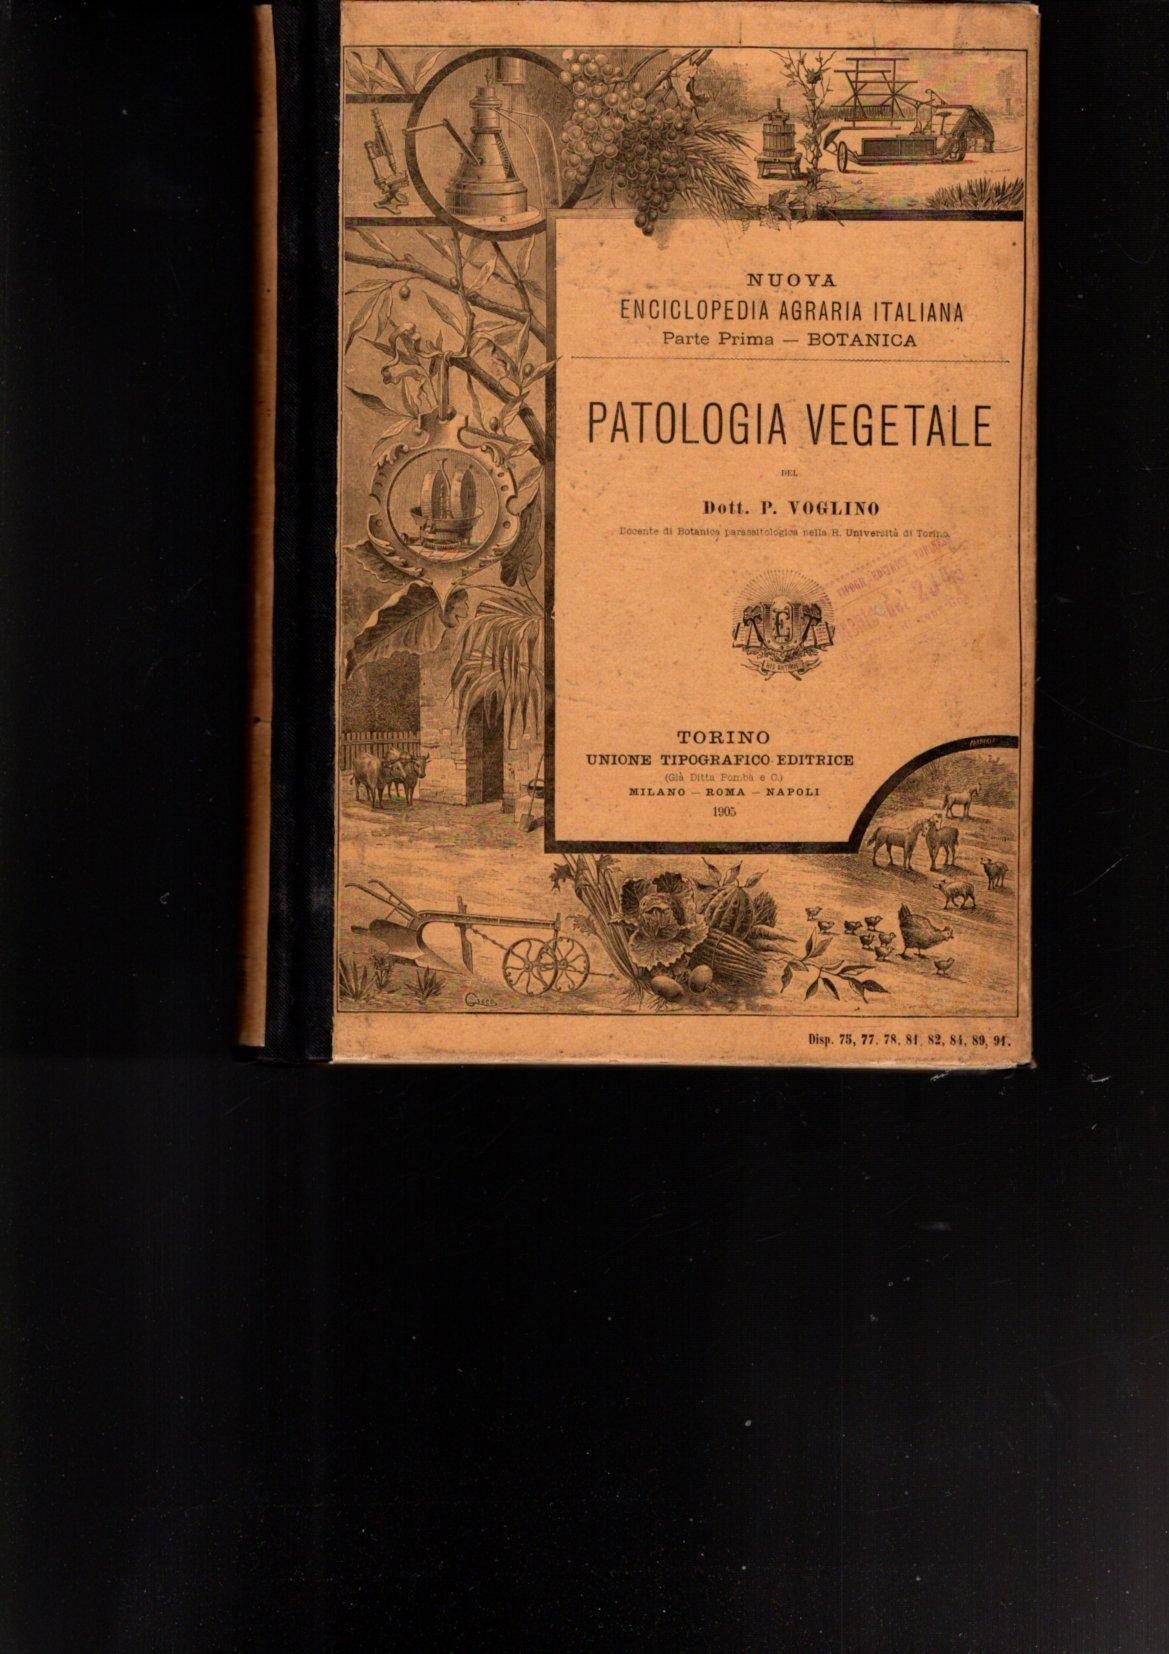 NUOVA
ENCICLOPEDIA AGRARIA ITALIANA
Parte Prima — BOTANICA
PATOLOGIA VEGETALE
DEL
Dott. P. VOGLINO
Docente di Botanica parassitologica nella R. Università di Torino
TORINO
UNIONE TIPOGRAFICO-EDITRICE
(Già Ditta Pomba e C.)
MILANO — ROMA — NAPOLI
1905
Disp. 75, 77, 78, 81, 82, 84, 89, 91.